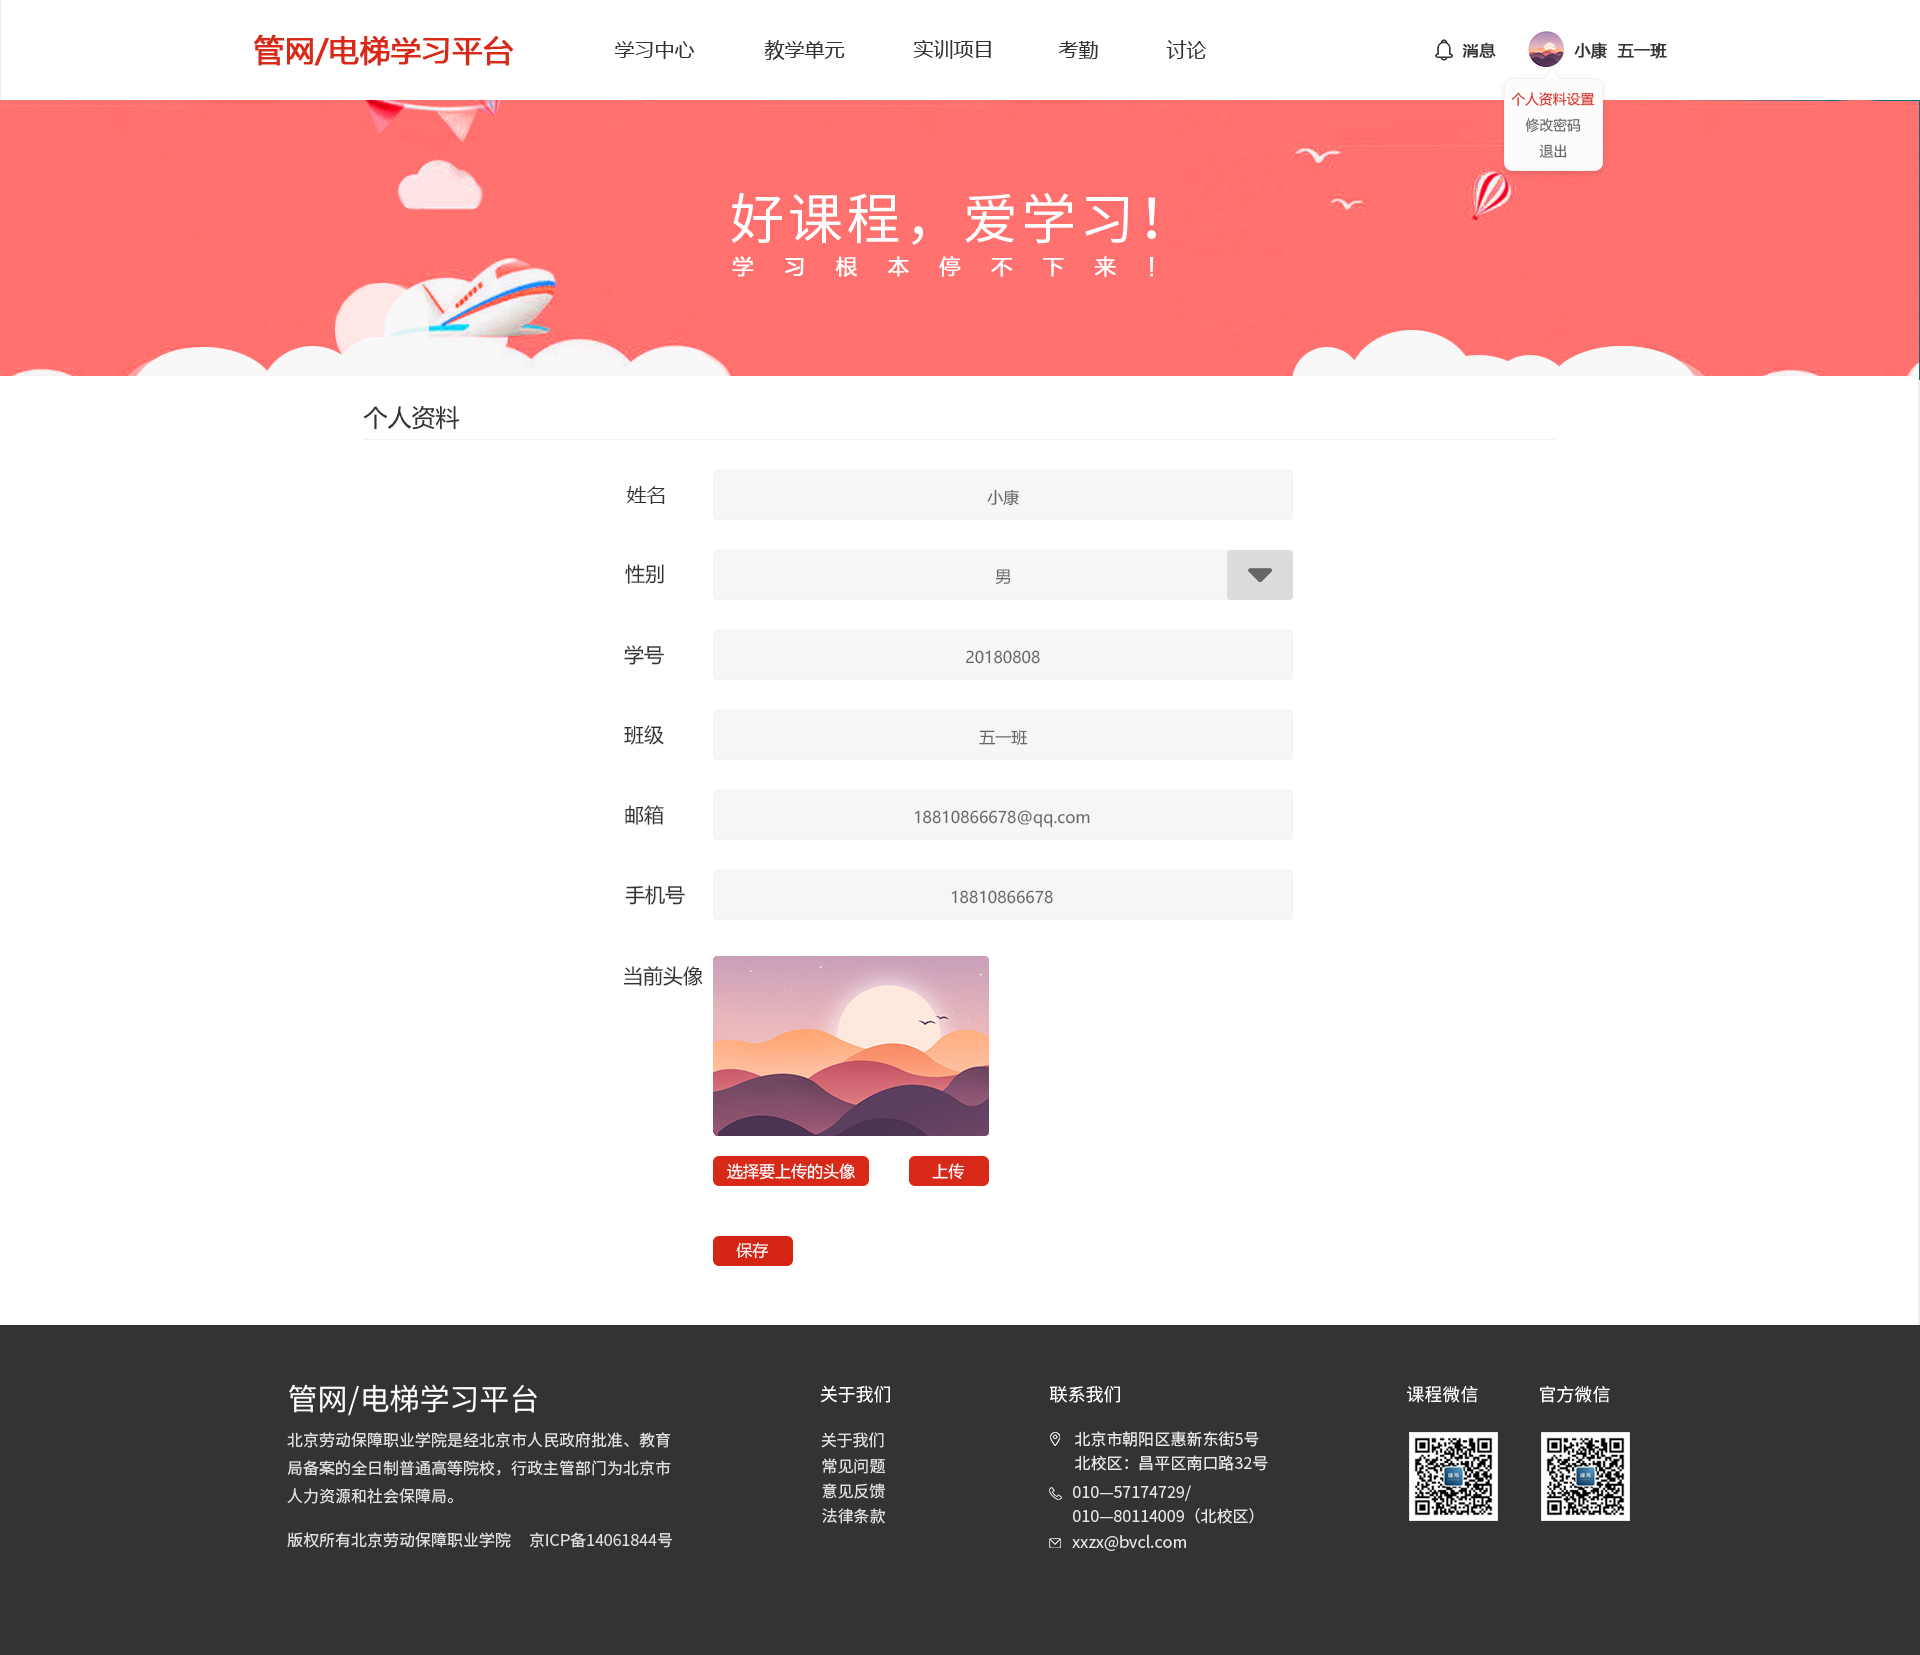 管网/电梯学习平台
学习中心 教学单元 实训项目 考勤 讨论
消息 小康 五一班
个人资料设置
修改密码
退出
好课程，爱学习！
学习根本停不下来！
个人资料
姓名 小康
性别 男
学号 20180808
班级 五一班
邮箱 18810866678@qq.com
手机号 18810866678
当前头像
选择要上传的头像 上传
保存
管网/电梯学习平台
北京劳动保障职业学院是经北京市人民政府批准、教育
局备案的全日制普通高等院校，行政主管部门为北京市
人力资源和社会保障局。
版权所有北京劳动保障职业学院 京ICP备14061844号
关于我们
关于我们
常见问题
意见反馈
法律条款
联系我们
北京市朝阳区惠新东街5号
北校区：昌平区南口路32号
010—57174729/
010—80114009（北校区）
xxzx@bvcl.com
课程微信 官方微信